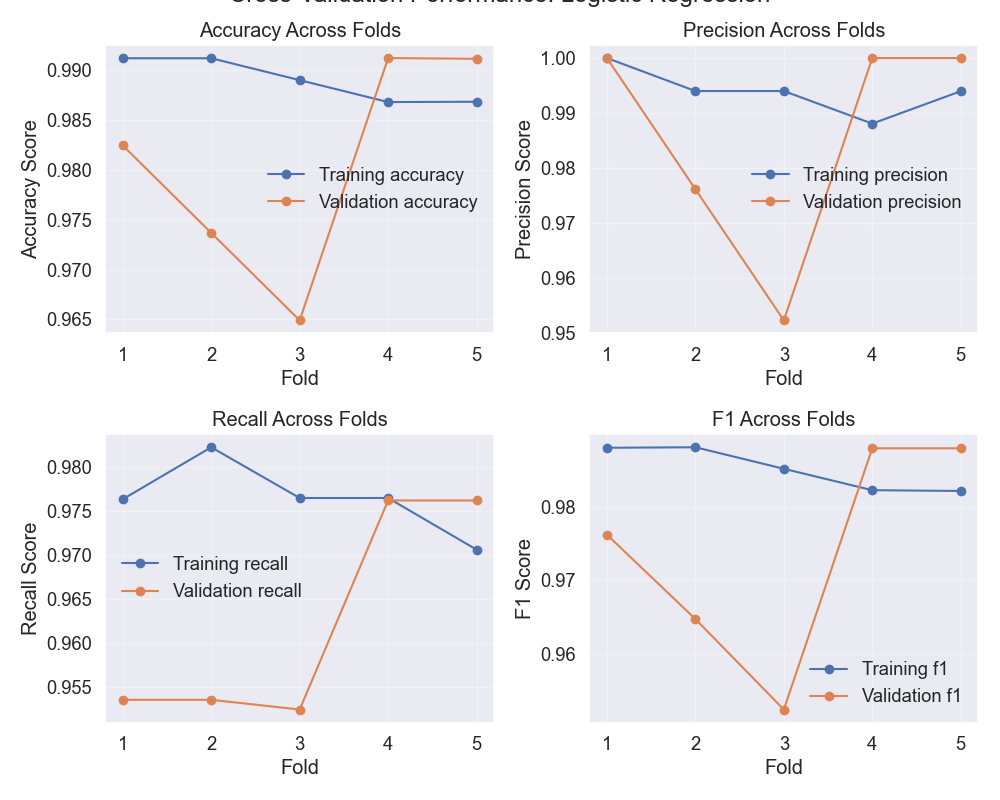 Cross-Validation Performance: Logistic Regression
Accuracy Across Folds
Accuracy Score
0.990
0.985
0.980
0.975
0.970
0.965
Training accuracy
Validation accuracy
1 2 3 4 5
Fold
Precision Across Folds
Precision Score
1.00
0.99
0.98
0.97
0.96
0.95
Training precision
Validation precision
1 2 3 4 5
Fold
Recall Across Folds
Recall Score
0.980
0.975
0.970
0.965
0.960
0.955
Training recall
Validation recall
1 2 3 4 5
Fold
F1 Across Folds
F1 Score
0.98
0.97
0.96
Training f1
Validation f1
1 2 3 4 5
Fold